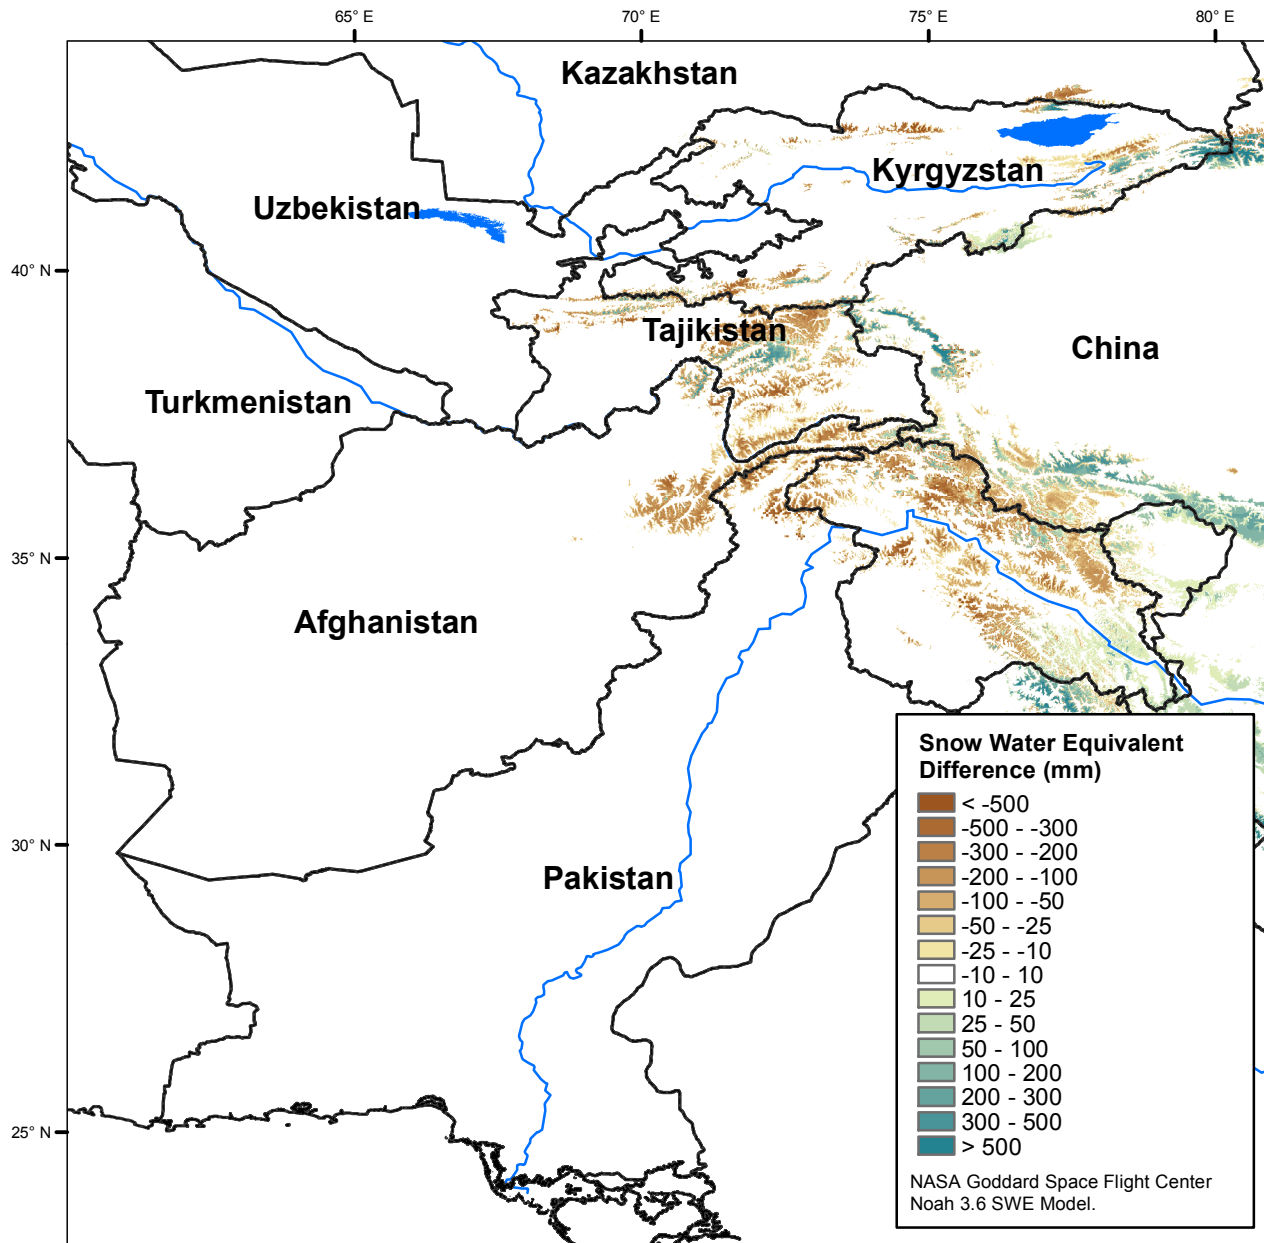 65° E
70° E
75° E
80° E
Kazakhstan
Kyrgyzstan
Uzbekistan
40° N
Tajikistan
China
Turkmenistan
35° N
Afghanistan
Snow Water Equivalent
Difference (mm)
< -500
-500 - -300
-300 - -200
-200 - -100
-100 - -50
-50 - -25
-25 - -10
-10 - 10
10 - 25
25 - 50
50 - 100
100 - 200
200 - 300
300 - 500
> 500
NASA Goddard Space Flight Center
Noah 3.6 SWE Model.
30° N
Pakistan
25° N